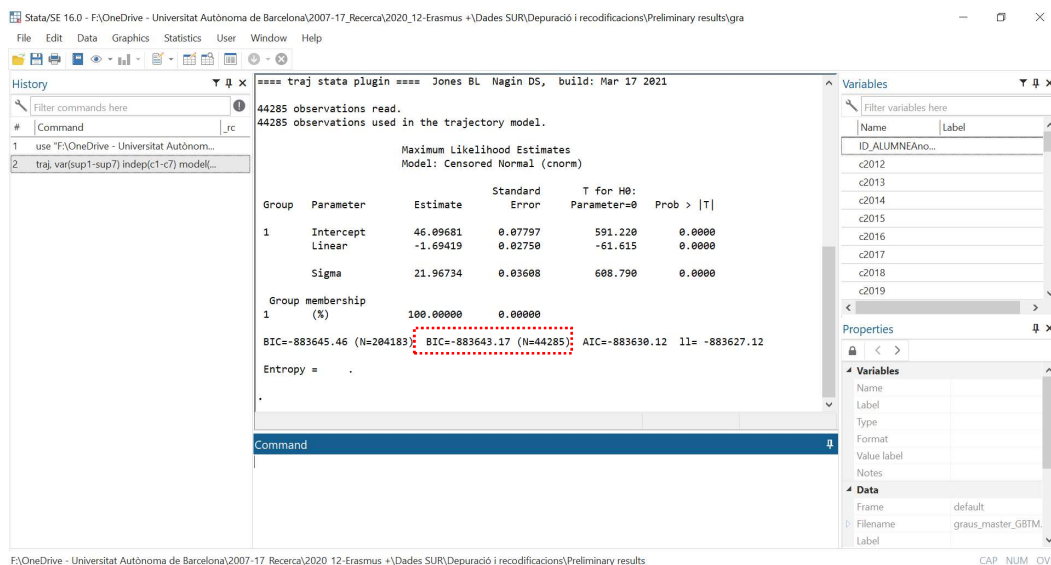 Stata/SE 16.0 - F:\OneDrive - Universitat Autònoma de Barcelona\2007-17_Recerca\2020_12-Erasmus +\Dades SUR\Depuració i recodificacions\Preliminary results\gra
File Edit Data Graphics Statistics User Window Help
History
Filter commands here
# Command _rc
1 use "F:\OneDrive - Universitat Autònom...
2 traj, var(sup1-sup7) indep(c1-c7) model(...
==== traj stata plugin ==== Jones BL Nagin DS, build: Mar 17 2021
44285 observations read.
44285 observations used in the trajectory model.
Maximum Likelihood Estimates
Model: Censored Normal (cnorm)
Standard T for H0:
Group Parameter Estimate Error Parameter=0 Prob > |T|
1 Intercept 46.09681 0.07797 591.220 0.0000
Linear -1.69419 0.02750 -61.615 0.0000
Sigma 21.96734 0.03608 608.790 0.0000
Group membership
1 (%) 100.00000 0.00000
BIC=-883645.46 (N=204183) BIC=-883643.17 (N=44285) AIC=-883630.12 ll= -883627.12
Entropy = .
.
Command
Variables
Filter variables here
Name Label
ID_ALUMNEAno...
c2012
c2013
c2014
c2015
c2016
c2017
c2018
c2019
Properties
Variables
Name
Label
Type
Format
Value label
Notes
Data
Frame default
Filename graus_master_GBTM.
Label
F:\OneDrive - Universitat Autònoma de Barcelona\2007-17_Recerca\2020_12-Erasmus +\Dades SUR\Depuració i recodificacions\Preliminary results
CAP NUM OV